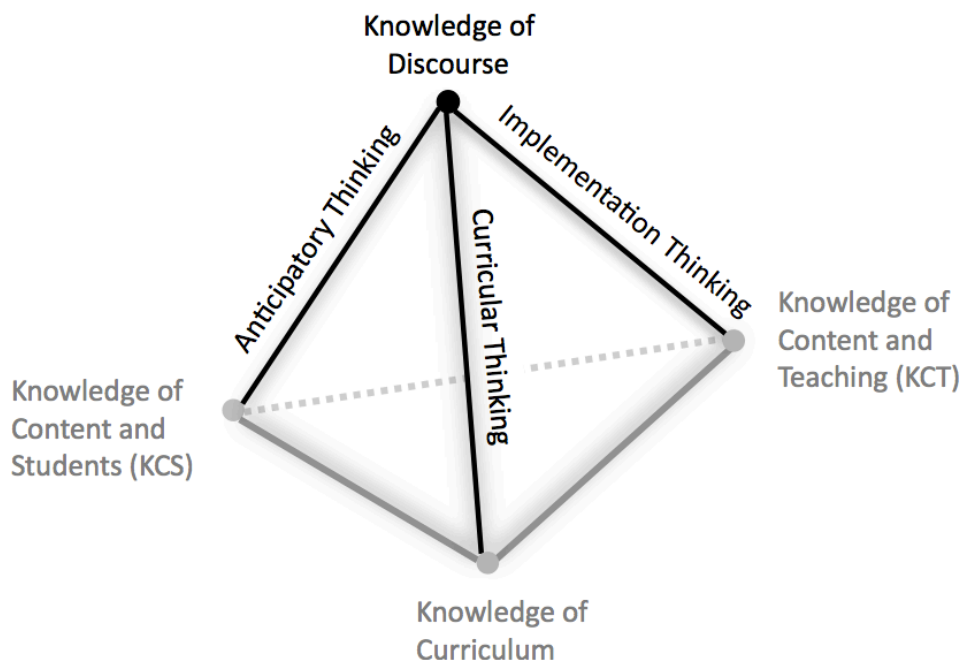 Knowledge of
Discourse
Anticipatory Thinking
Curricular Thinking
Implementation Thinking
Knowledge of
Content and
Teaching (KCT)
Knowledge of
Content and
Students (KCS)
Knowledge of
Curriculum